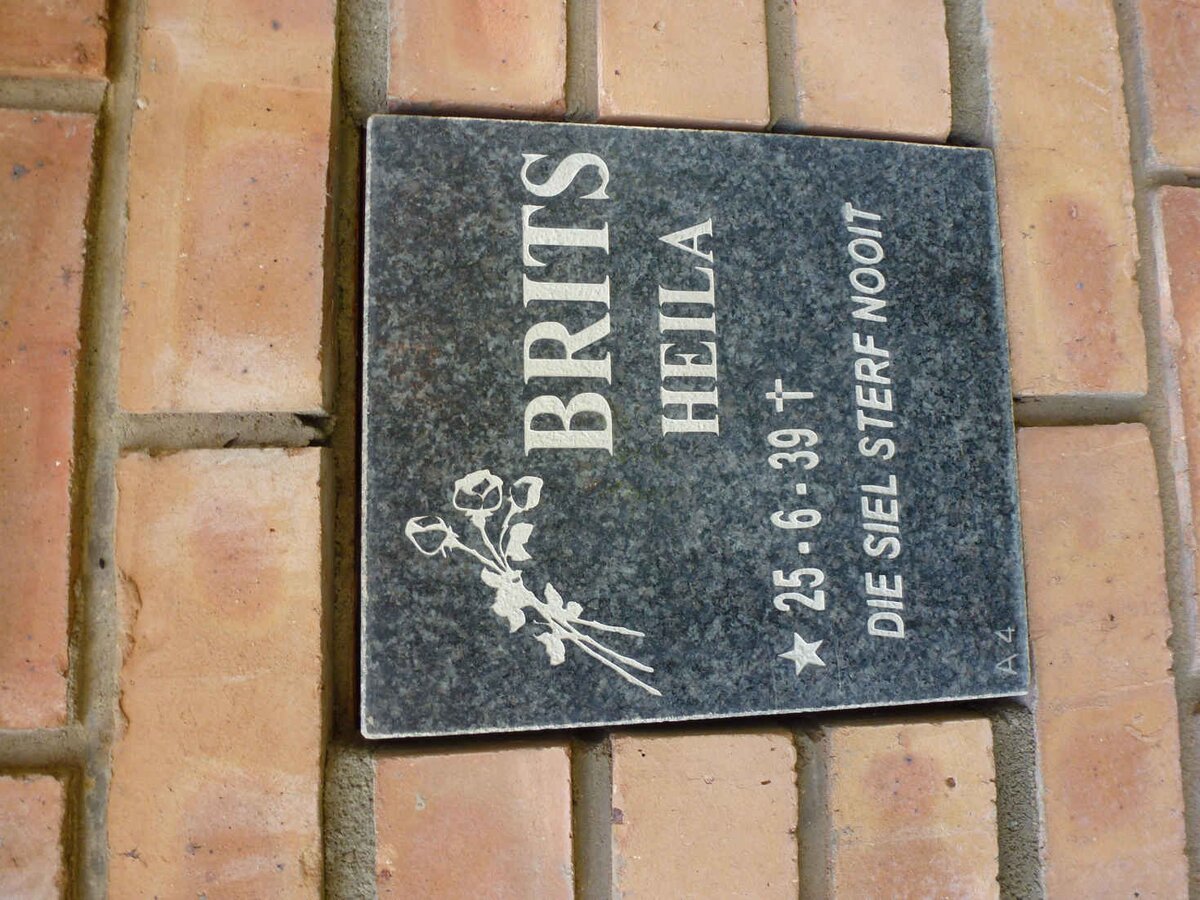 BRITS
HEILA
★ 25-6-39 ✝
DIE SIEL STERF NOOIT
A4